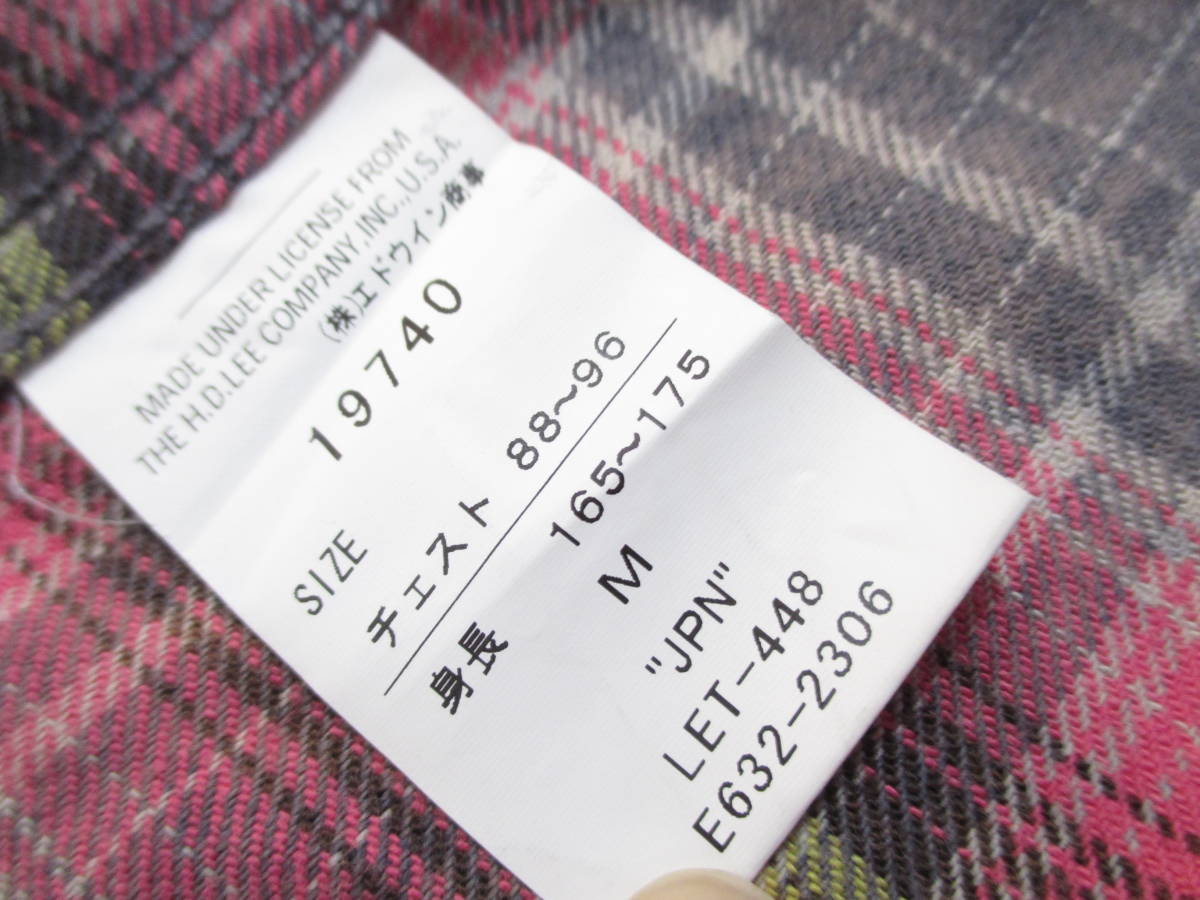 MADE UNDER LICENSE FROM
THE H.D.LEE COMPANY,INC.,U.S.A.
(株)エドウイン商事
19740
SIZE
チェスト 88~96
身長 165~175
M
"JPN"
LET-448
E632-2306